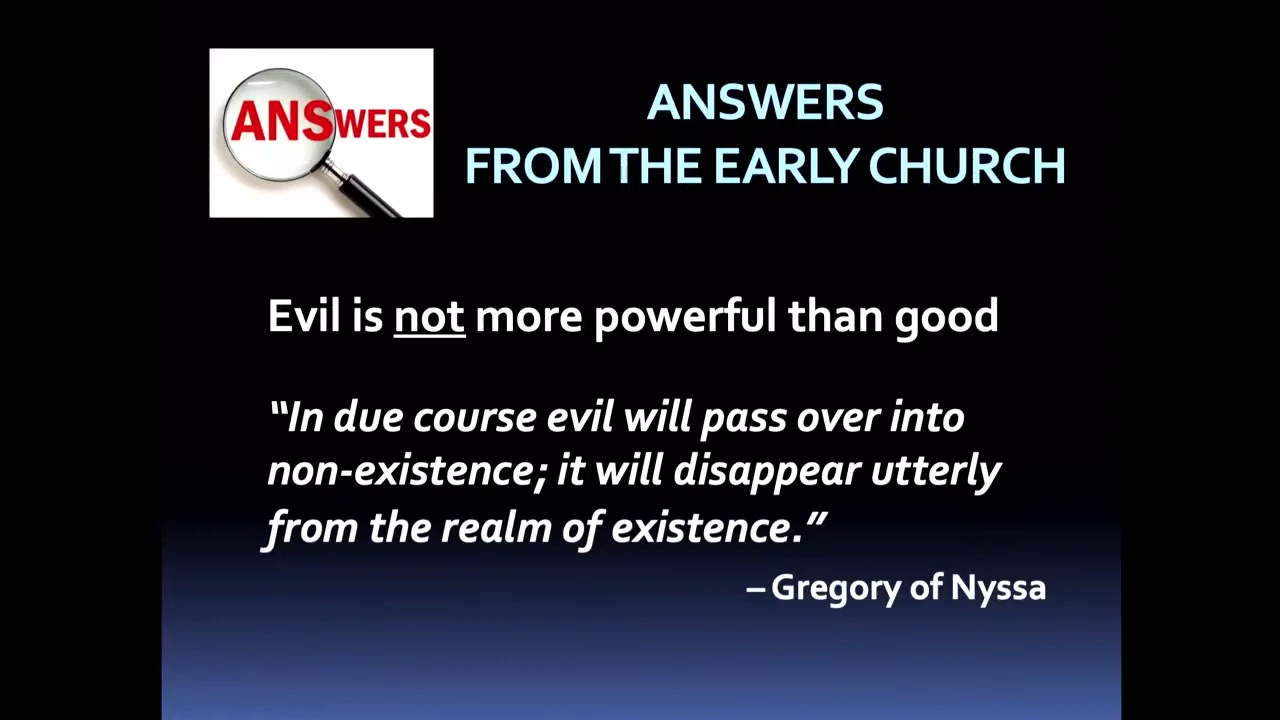 ANSWERS
ANSWERS
FROM THE EARLY CHURCH
Evil is not more powerful than good
“In due course evil will pass over into
non-existence; it will disappear utterly
from the realm of existence.”
– Gregory of Nyssa